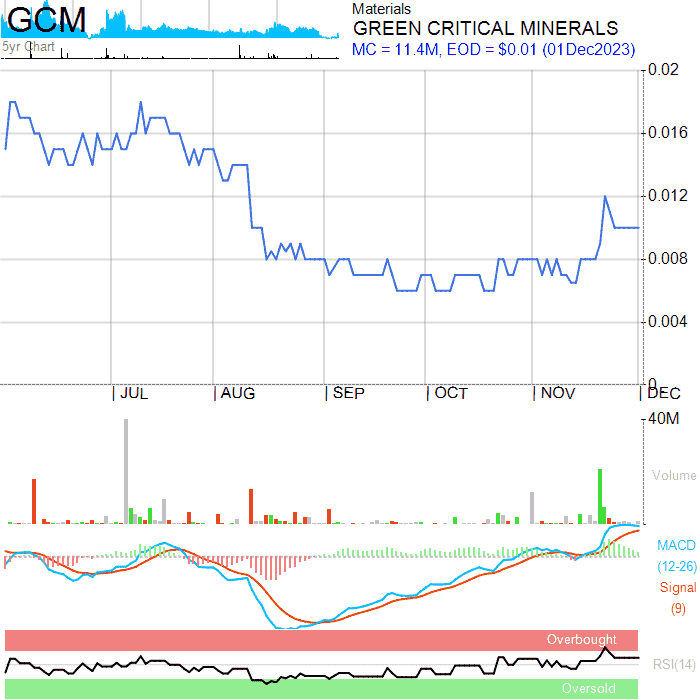 GCM
5yr Chart
Materials
GREEN CRITICAL MINERALS
MC = 11.4M, EOD = $0.01 (01Dec2023)
0.02
0.016
0.012
0.008
0.004
0
JUL AUG SEP OCT NOV DEC
40M
Volume
MACD
(12-26)
Signal
(9)
Overbought
RSI(14)
Oversold